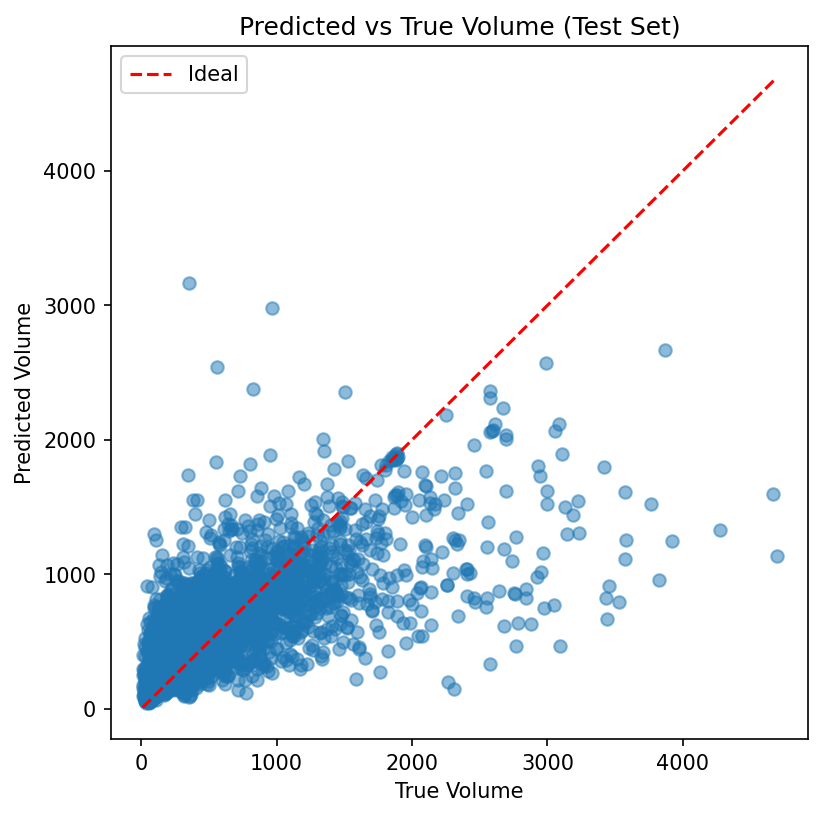 Predicted vs True Volume (Test Set)
Ideal
Predicted Volume
4000
3000
2000
1000
0
0 1000 2000 3000 4000
True Volume